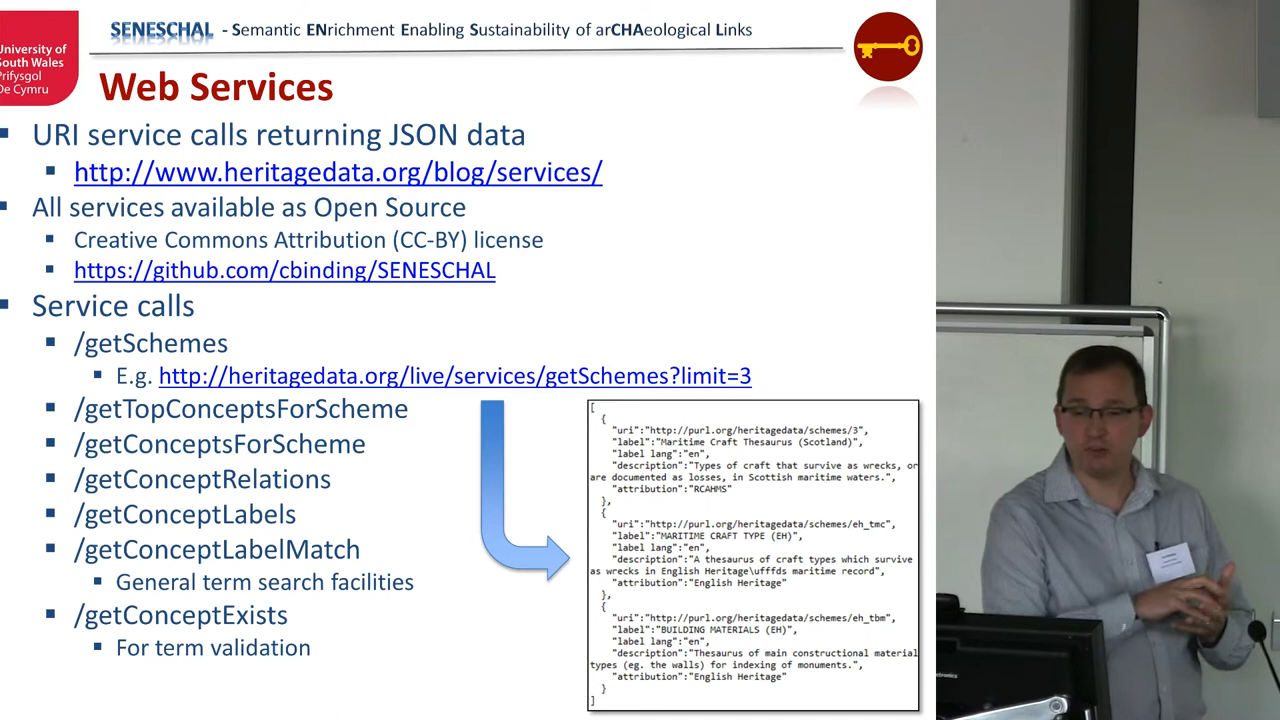 University of
South Wales
Prifysgol
De Cymru
SENESCHAL - Semantic ENrichment Enabling Sustainability of arCHAeological Links
Web Services
URI service calls returning JSON data
http://www.heritagedata.org/blog/services/
All services available as Open Source
Creative Commons Attribution (CC-BY) license
https://github.com/cbinding/SENESCHAL
Service calls
/getSchemes
E.g. http://heritagedata.org/live/services/getSchemes?limit=3
/getTopConceptsForScheme
/getConceptsForScheme
/getConceptRelations
/getConceptLabels
/getConceptLabelMatch
General term search facilities
/getConceptExists
For term validation
[
{
"uri":"http://purl.org/heritagedata/schemes/3",
"label":"Maritime Craft Thesaurus (Scotland)",
"label lang":"en",
"description":"Types of craft that survive as wrecks, or
are documented as losses, in Scottish maritime waters.",
"attribution":"RCAHMS"
},
{
"uri":"http://purl.org/heritagedata/schemes/eh_tmc",
"label":"MARITIME CRAFT TYPE (EH)",
"label lang":"en",
"description":"A thesaurus of craft types which survive
as wrecks in English Heritage\ufffds maritime record",
"attribution":"English Heritage"
},
{
"uri":"http://purl.org/heritagedata/schemes/eh_tbm",
"label":"BUILDING MATERIALS (EH)",
"label lang":"en",
"description":"Thesaurus of main constructional material
types (eg. the walls) for indexing of monuments.",
"attribution":"English Heritage"
}
]